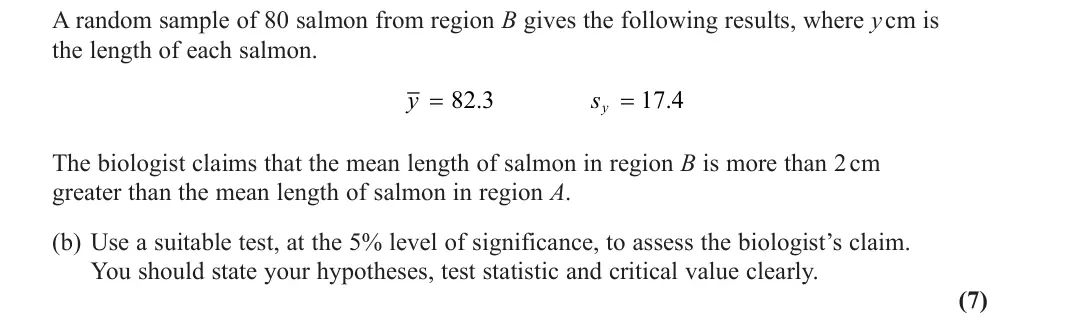 A random sample of 80 salmon from region B gives the following results, where y cm is
the length of each salmon.
y̅ = 82.3 s_y = 17.4
The biologist claims that the mean length of salmon in region B is more than 2 cm
greater than the mean length of salmon in region A.
(b) Use a suitable test, at the 5% level of significance, to assess the biologist’s claim.
You should state your hypotheses, test statistic and critical value clearly.
(7)